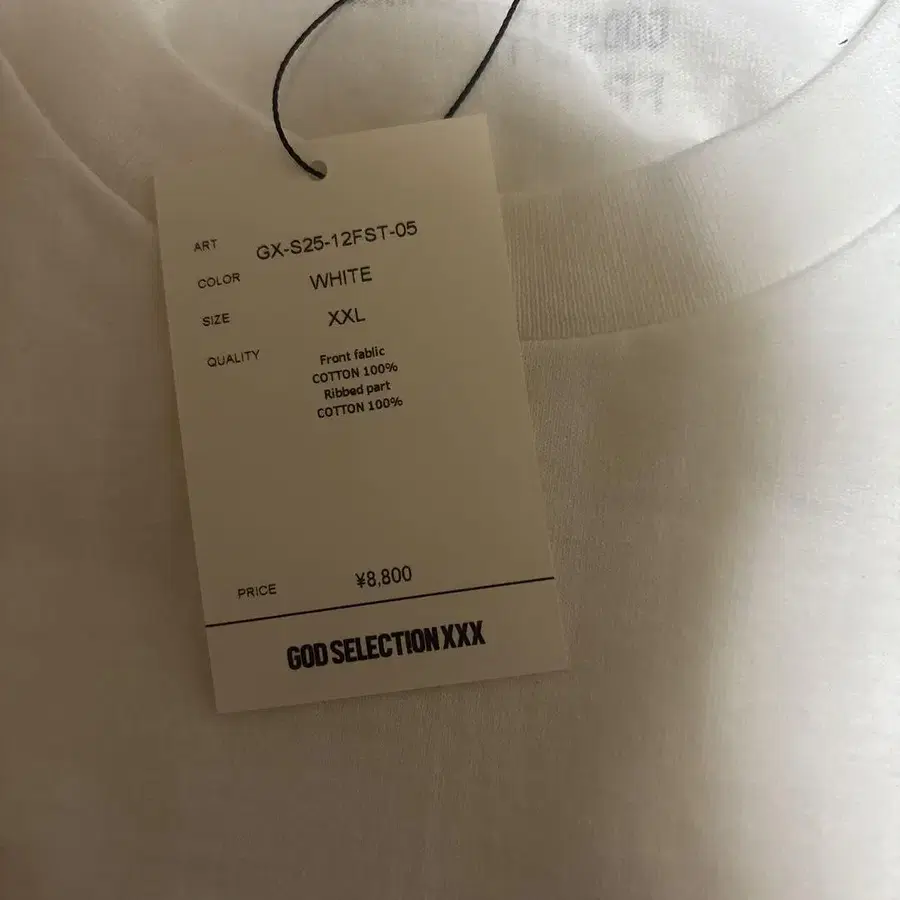 ART GX-S25-12FST-05
COLOR WHITE
SIZE XXL
QUALITY Front fablic
COTTON 100%
Ribbed part
COTTON 100%
PRICE ¥8,800
GOD SELECTION XXX